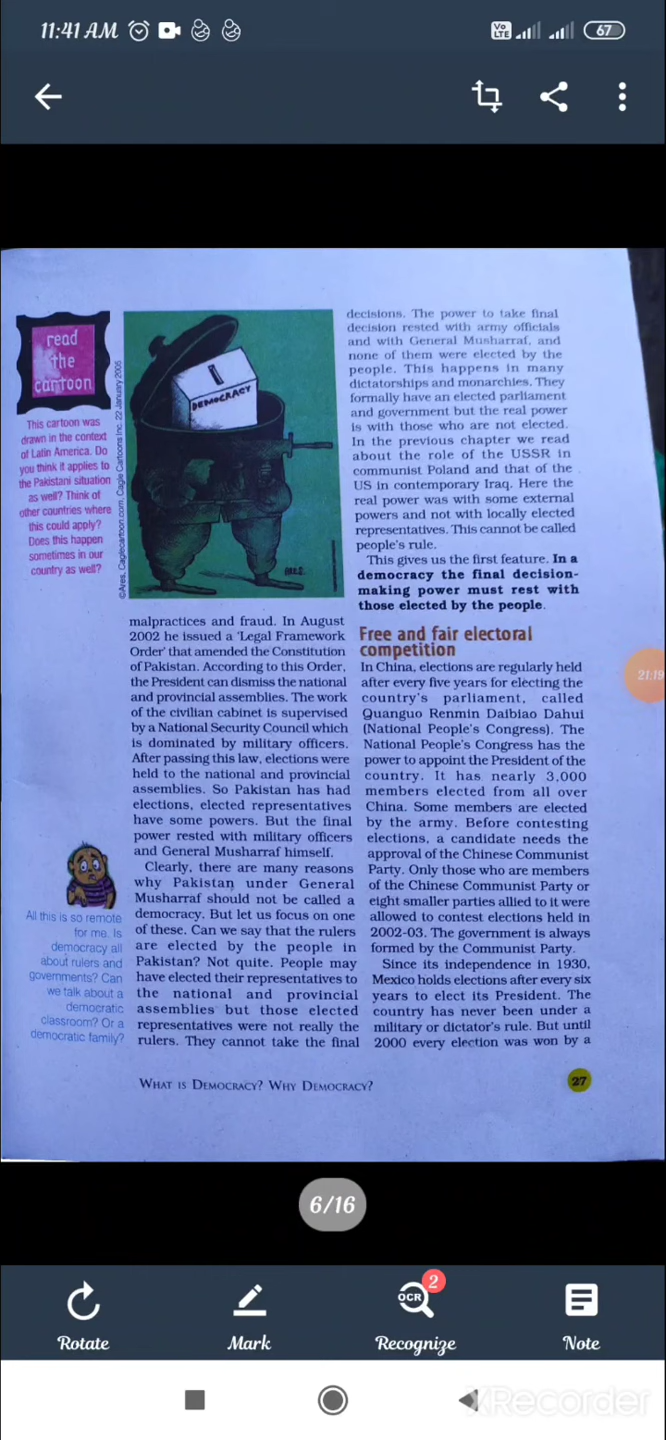 11:41 AM
Vo LTE
67
read
the
cartoon
This cartoon was
drawn in the context
of Latin America. Do
you think it applies to
the Pakistani situation
as well? Think of
other countries where
this could apply?
Does this happen
sometimes in our
country as well?
©Ares, Caglecartoon.com, Cagle Cartoons Inc. 22 January 2005
DEMOCRACY
ARES
malpractices and fraud. In August
2002 he issued a 'Legal Framework
Order' that amended the Constitution
of Pakistan. According to this Order,
the President can dismiss the national
and provincial assemblies. The work
of the civilian cabinet is supervised
by a National Security Council which
is dominated by military officers.
After passing this law, elections were
held to the national and provincial
assemblies. So Pakistan has had
elections, elected representatives
have some powers. But the final
power rested with military officers
and General Musharraf himself.
Clearly, there are many reasons
why Pakistan under General
Musharraf should not be called a
democracy. But let us focus on one
of these. Can we say that the rulers
are elected by the people in
Pakistan? Not quite. People may
have elected their representatives to
the national and provincial
assemblies but those elected
representatives were not really the
rulers. They cannot take the final
decisions. The power to take final
decision rested with army officials
and with General Musharraf, and
none of them were elected by the
people. This happens in many
dictatorships and monarchies. They
formally have an elected parliament
and government but the real power
is with those who are not elected.
In the previous chapter we read
about the role of the USSR in
communist Poland and that of the
US in contemporary Iraq. Here the
real power was with some external
powers and not with locally elected
representatives. This cannot be called
people's rule.
This gives us the first feature. In a
democracy the final decision-
making power must rest with
those elected by the people.
Free and fair electoral
competition
In China, elections are regularly held
after every five years for electing the
country's parliament, called
Quanguo Renmin Daibiao Dahui
(National People's Congress). The
National People's Congress has the
power to appoint the President of the
country. It has nearly 3,000
members elected from all over
China. Some members are elected
by the army. Before contesting
elections, a candidate needs the
approval of the Chinese Communist
Party. Only those who are members
of the Chinese Communist Party or
eight smaller parties allied to it were
allowed to contest elections held in
2002-03. The government is always
formed by the Communist Party.
Since its independence in 1930,
Mexico holds elections after every six
years to elect its President. The
country has never been under a
military or dictator's rule. But until
2000 every election was won by a
All this is so remote
for me. Is
democracy all
about rulers and
governments? Can
we talk about a
democratic
classroom? Or a
democratic family?
21:19
WHAT IS DEMOCRACY? WHY DEMOCRACY?
27
6/16
OCR
2
Rotate
Mark
Recognize
Note
XRecorder